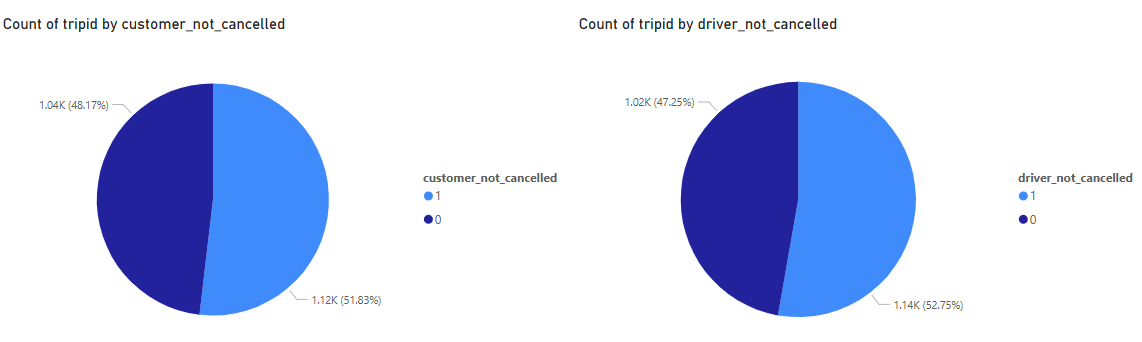 Count of tripid by customer_not_cancelled
1.04K (48.17%)
1.12K (51.83%)
customer_not_cancelled
1
0
Count of tripid by driver_not_cancelled
1.02K (47.25%)
1.14K (52.75%)
driver_not_cancelled
1
0